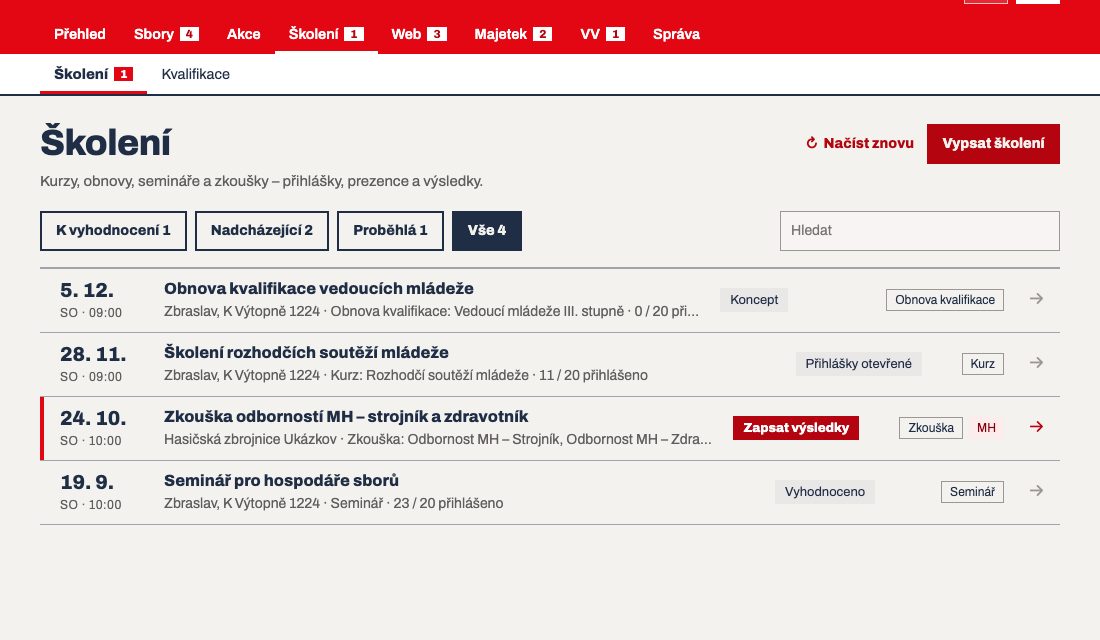 Přehled Sbory 4 Akce Školení 1 Web 3 Majetek 2 VV 1 Správa
Školení 1 Kvalifikace
Školení
Načíst znovu
Vypsat školení
Kurzy, obnovy, semináře a zkoušky – přihlášky, prezence a výsledky.
K vyhodnocení 1 Nadcházející 2 Proběhlá 1 Vše 4 Hledat
5. 12. Obnova kvalifikace vedoucích mládeže
SO · 09:00 Zbraslav, K Výtopně 1224 · Obnova kvalifikace: Vedoucí mládeže III. stupně · 0 / 20 při…
Koncept Obnova kvalifikace
28. 11. Školení rozhodčích soutěží mládeže
SO · 09:00 Zbraslav, K Výtopně 1224 · Kurz: Rozhodčí soutěží mládeže · 11 / 20 přihlášeno
Přihlášky otevřené Kurz
24. 10. Zkouška odborností MH – strojník a zdravotník
SO · 10:00 Hasičská zbrojnice Ukázkov · Zkouška: Odbornost MH – Strojník, Odbornost MH – Zdra…
Zapsat výsledky Zkouška MH
19. 9. Seminář pro hospodáře sborů
SO · 10:00 Zbraslav, K Výtopně 1224 · Seminář · 23 / 20 přihlášeno
Vyhodnoceno Seminář